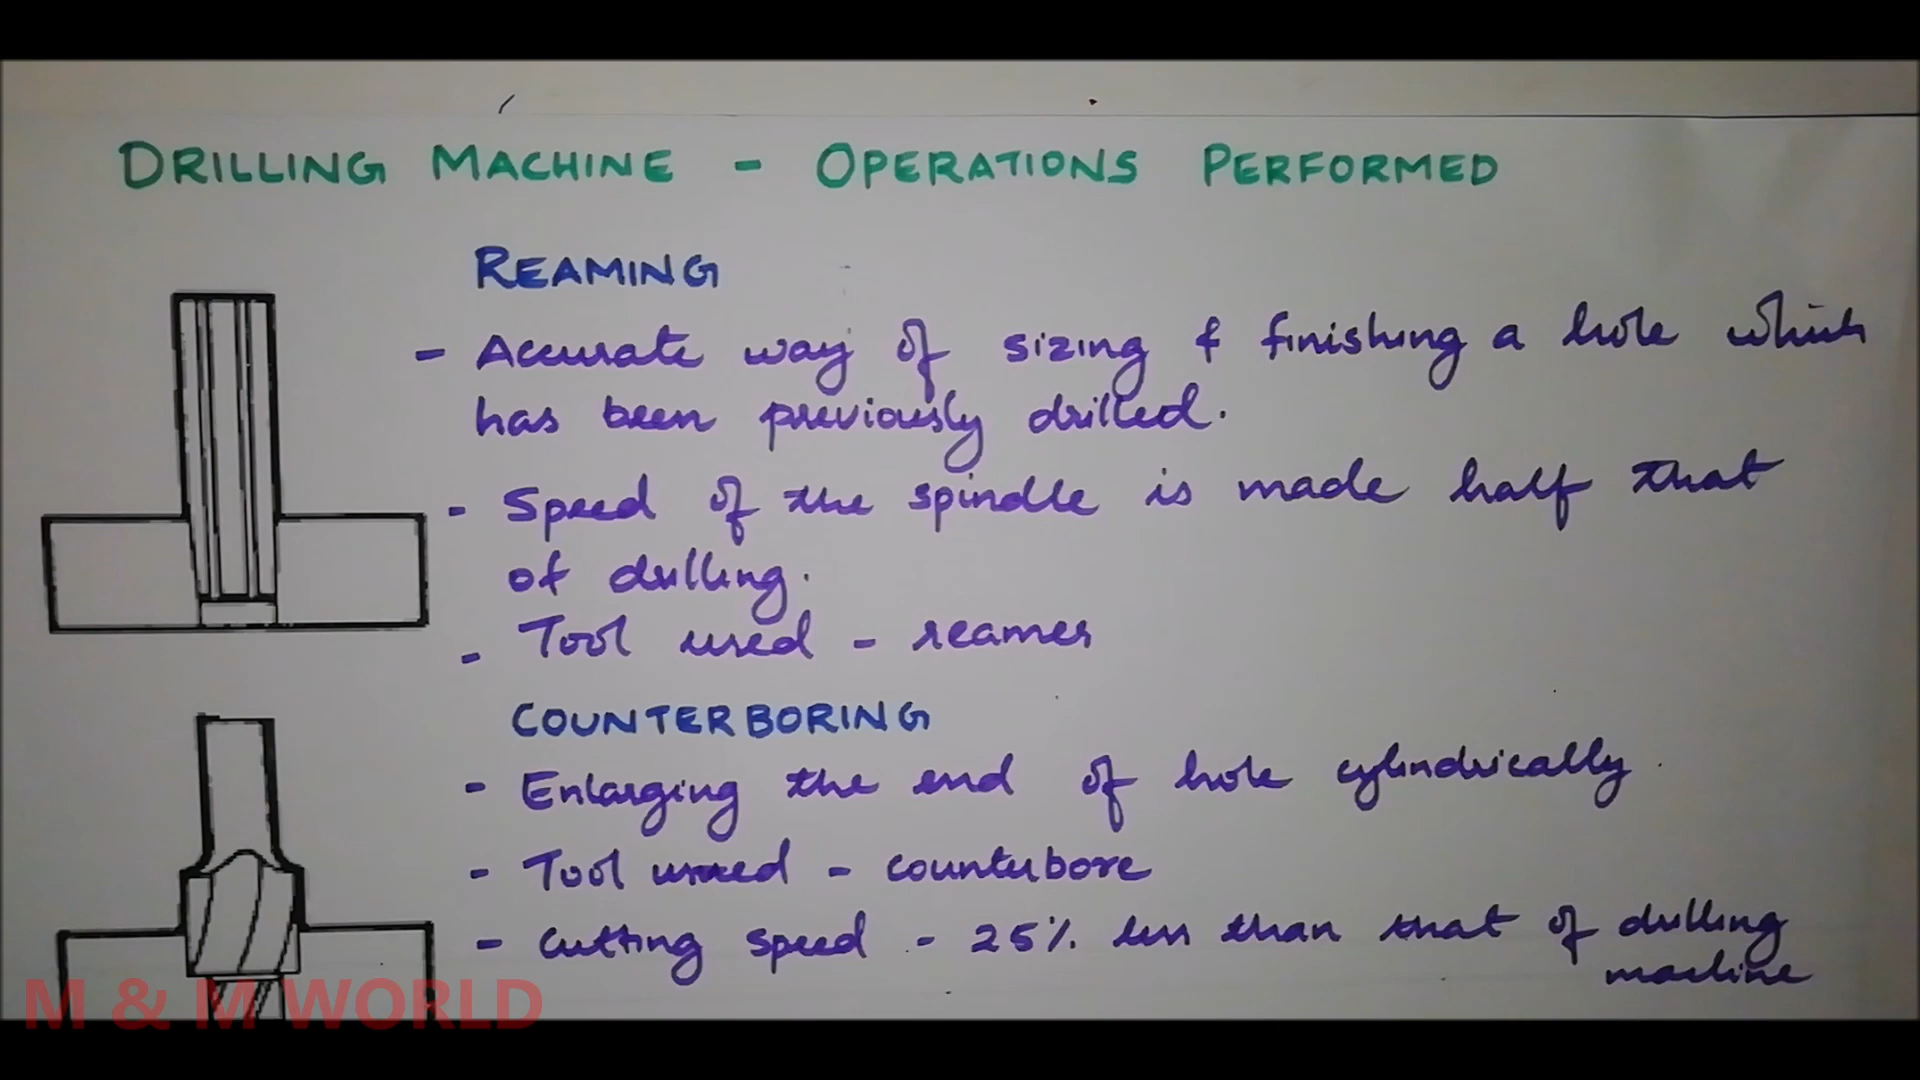 DRILLING MACHINE - OPERATIONS PERFORMED
REAMING
- Accurate way of sizing & finishing a hole which
has been previously drilled.
- Speed of the spindle is made half that
of drilling.
- Tool used - reamer
COUNTERBORING
- Enlarging the end of hole cylindrically.
- Tool used - counterbore
- Cutting speed - 25% less than that of drilling
machine
M & M WORLD